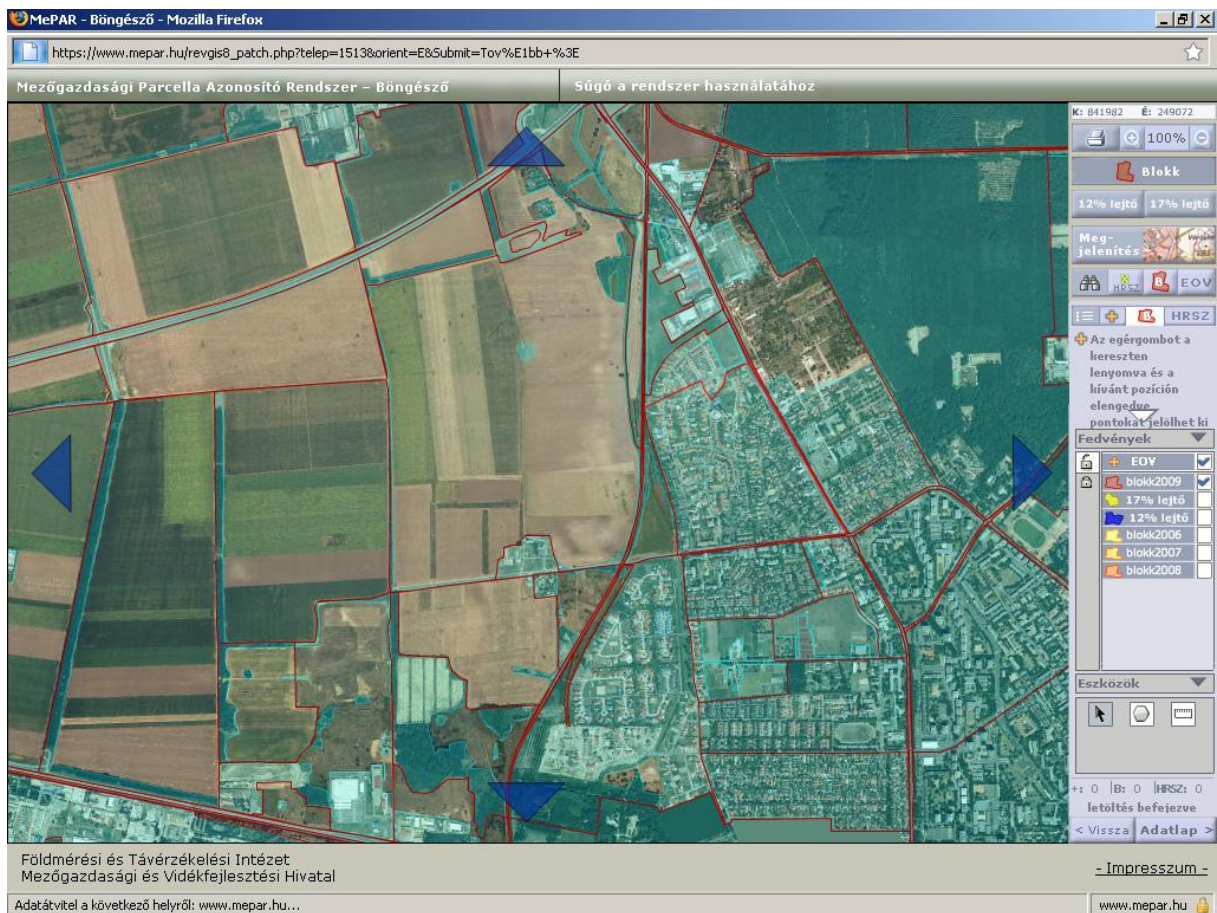 MePAR - Böngésző - Mozilla Firefox
https://www.mepar.hu/revgis8_patch.php?telep=1513&orient=E&Submit=Tov%E1bb+%3E
Mezőgazdasági Parcella Azonosító Rendszer – Böngésző
Súgó a rendszer használatához
K: 841982 É: 249072
100%
Blokk
12% lejtő 17% lejtő
Meg-
jelenítés
HRSZ B EOV
HRSZ
Az egérgombot a
kereszten
lenyomva és a
kívánt pozíción
elengedve
pontokat jelölhet ki
Fedvények
EOV
blokk2009
17% lejtő
12% lejtő
blokk2006
blokk2007
blokk2008
Eszközök
+: 0 |B: 0 |HRSZ: 0
letöltés befejezve
< Vissza Adatlap >
Földmérési és Távérzékelési Intézet
Mezőgazdasági és Vidékfejlesztési Hivatal
- Impresszum -
Adatátvitel a következő helyről: www.mepar.hu...
www.mepar.hu